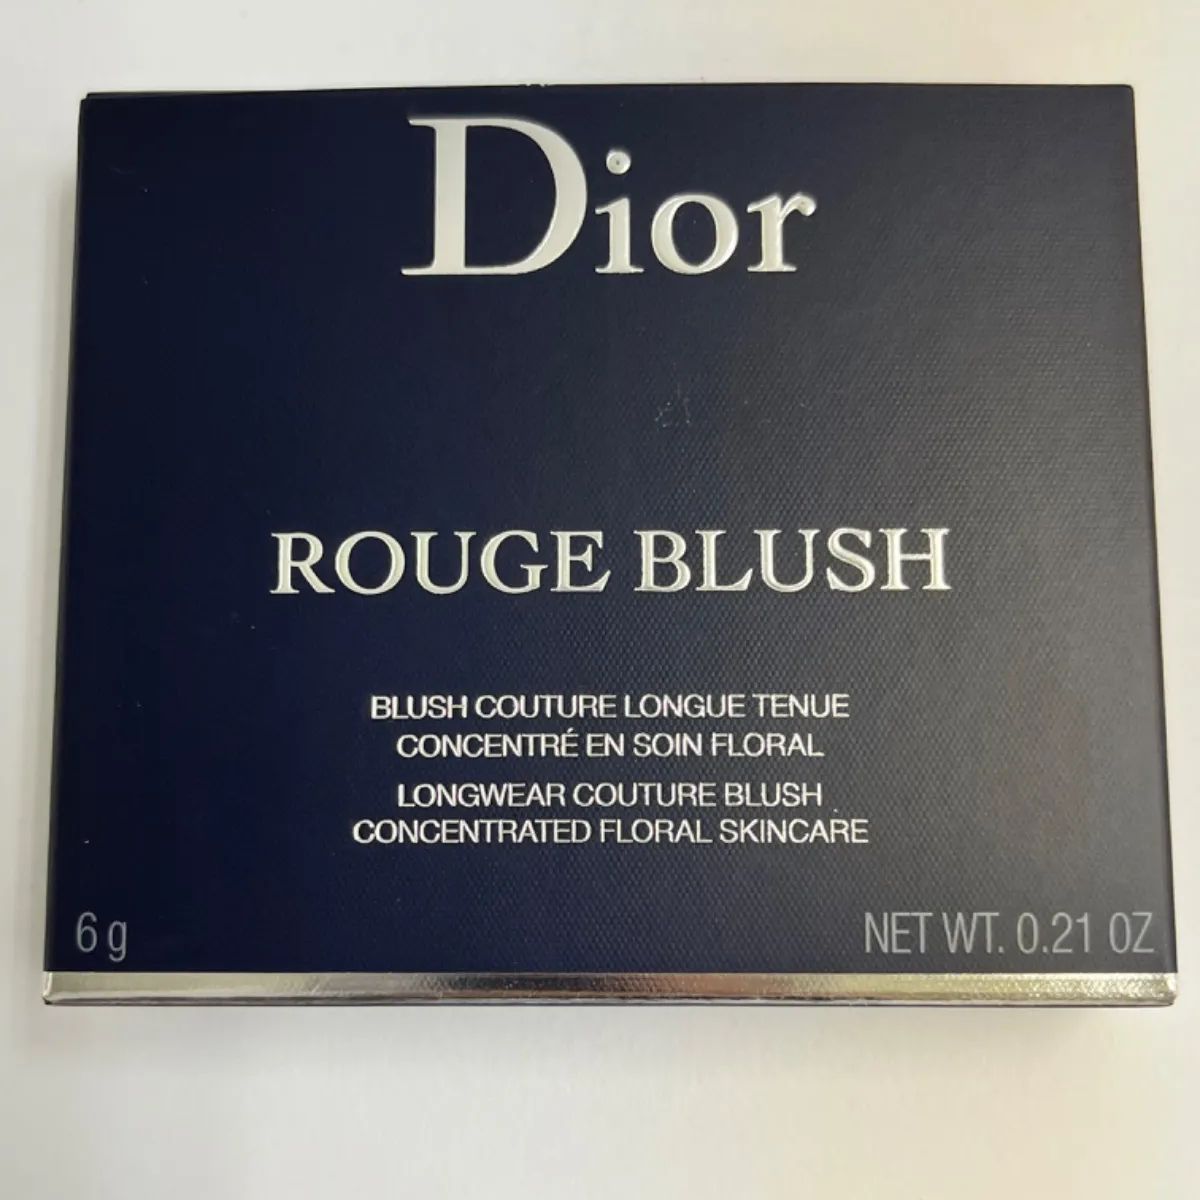 Dior
ROUGE BLUSH
BLUSH COUTURE LONGUE TENUE
CONCENTRÉ EN SOIN FLORAL
LONGWEAR COUTURE BLUSH
CONCENTRATED FLORAL SKINCARE
6 g
NET WT. 0.21 OZ